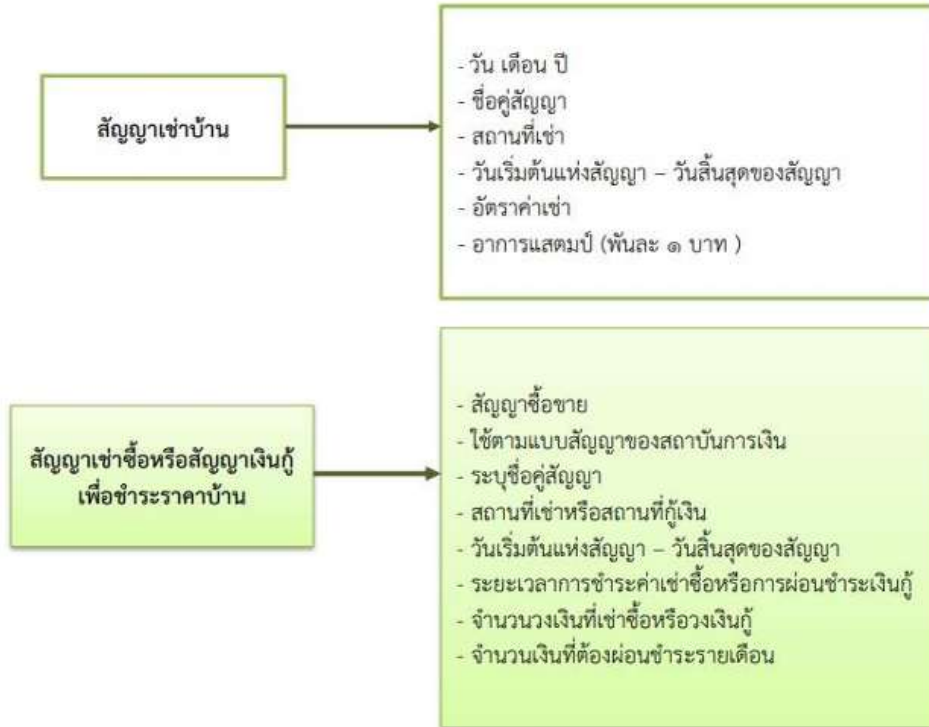 สัญญาเช่าบ้าน
- วัน เดือน ปี
- ชื่อคู่สัญญา
- สถานที่เช่า
- วันเริ่มต้นแห่งสัญญา – วันสิ้นสุดของสัญญา
- อัตราค่าเช่า
- อาการแสตมป์ (พันละ ๑ บาท )
สัญญาเช่าซื้อหรือสัญญาเงินกู้
เพื่อชำระราคาบ้าน
- สัญญาซื้อขาย
- ใช้ตามแบบสัญญาของสถาบันการเงิน
- ระบุชื่อคู่สัญญา
- สถานที่เช่าหรือสถานที่กู้เงิน
- วันเริ่มต้นแห่งสัญญา – วันสิ้นสุดของสัญญา
- ระยะเวลาการชำระค่าเช่าซื้อหรือการผ่อนชำระเงินกู้
- จำนวนวงเงินที่เช่าซื้อหรือวงเงินกู้
- จำนวนเงินที่ต้องผ่อนชำระรายเดือน